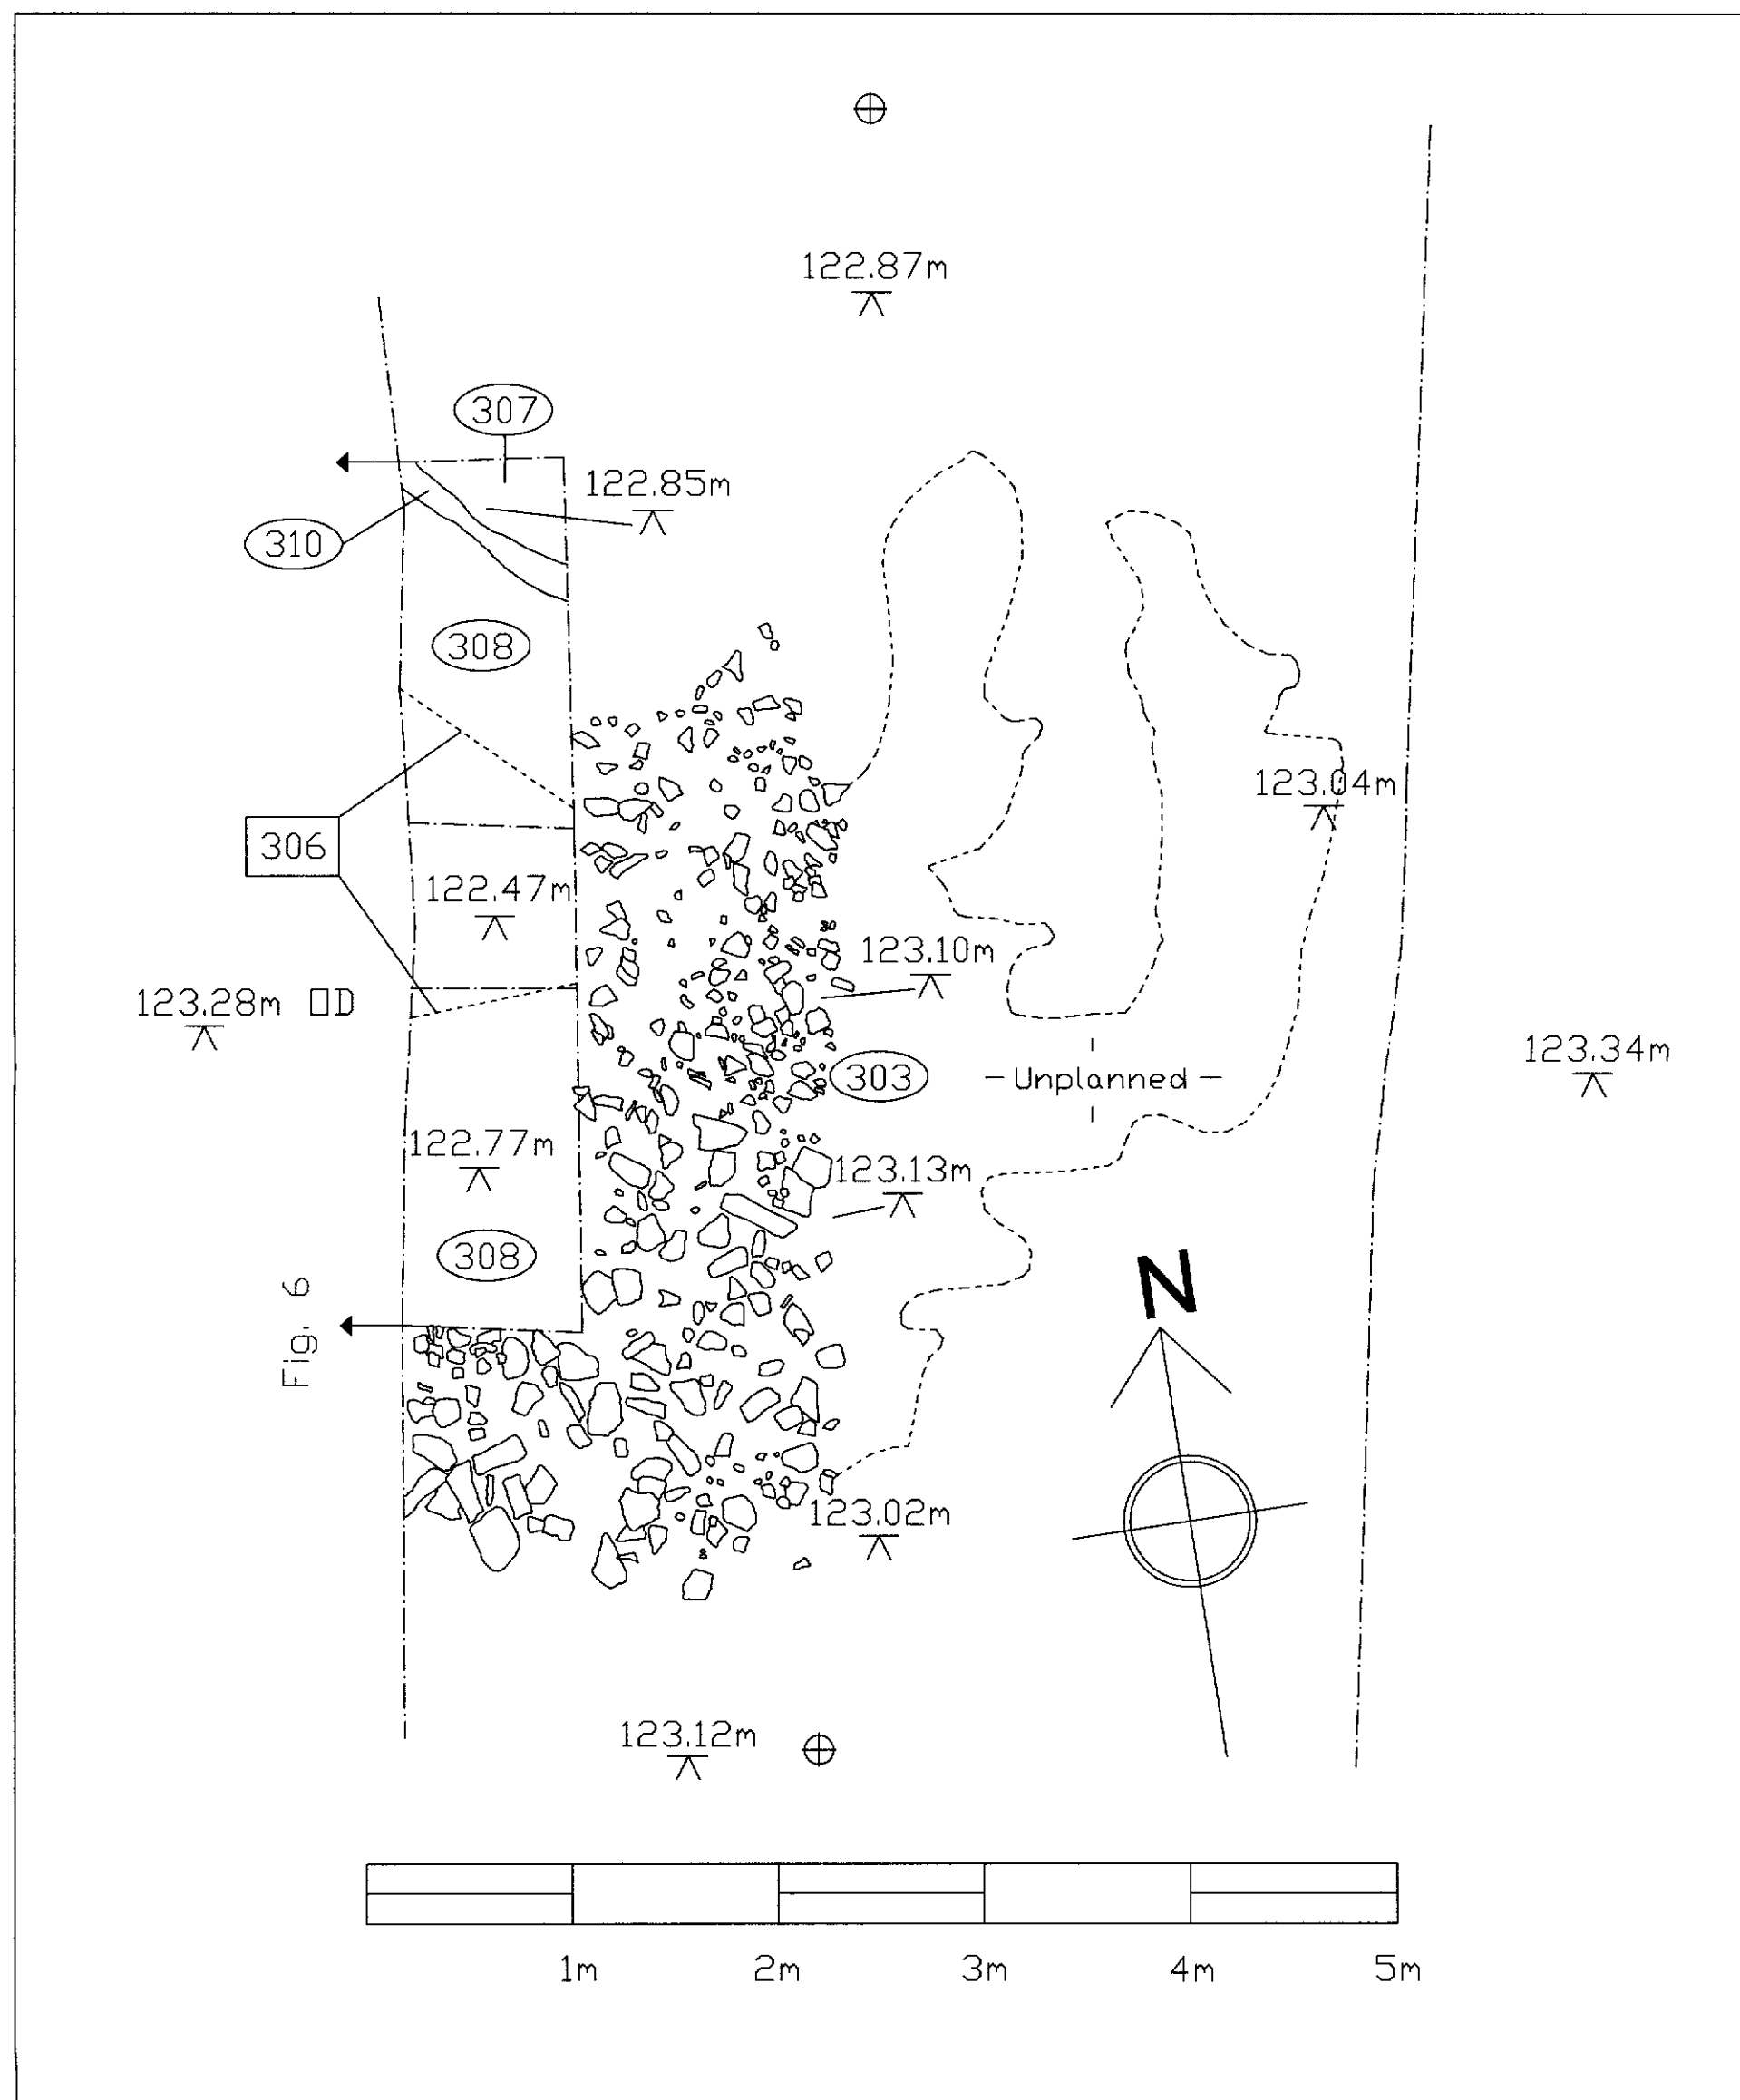 122.87m
307
122.85m
310
308
123.04m
306
122.47m
123.10m
123.28m OD
303
- Unplanned -
123.34m
122.77m
123.13m
308
Fig. 6
N
123.02m
123.12m
1m 2m 3m 4m 5m